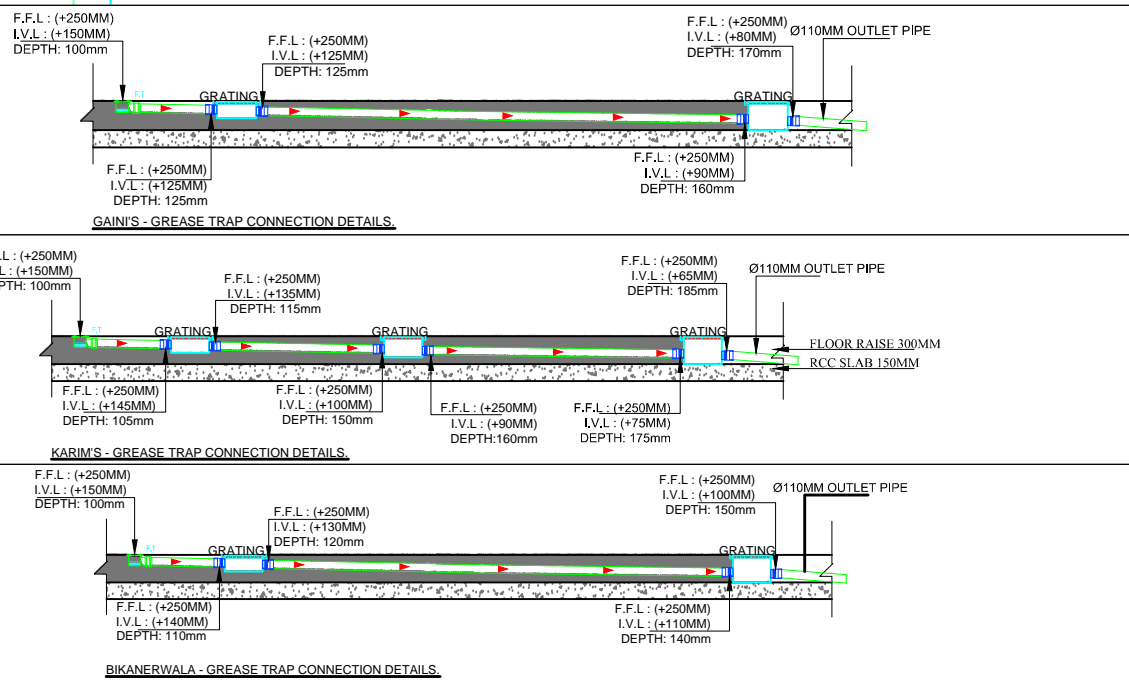 F.F.L : (+250MM)
I.V.L : (+150MM)
DEPTH: 100mm
F.F.L : (+250MM)
I.V.L : (+125MM)
DEPTH: 125mm
F.F.L : (+250MM)
I.V.L : (+80MM)
DEPTH: 170mm
Ø110MM OUTLET PIPE
F.T
GRATING
GRATING
F.F.L : (+250MM)
I.V.L : (+125MM)
DEPTH: 125mm
F.F.L : (+250MM)
I.V.L : (+90MM)
DEPTH: 160mm
GAINI'S - GREASE TRAP CONNECTION DETAILS.
.L : (+250MM)
L : (+150MM)
PTH: 100mm
F.F.L : (+250MM)
I.V.L : (+135MM)
DEPTH: 115mm
F.F.L : (+250MM)
I.V.L : (+65MM)
DEPTH: 185mm
Ø110MM OUTLET PIPE
F.T
GRATING
GRATING
GRATING
FLOOR RAISE 300MM
RCC SLAB 150MM
F.F.L : (+250MM)
I.V.L : (+145MM)
DEPTH: 105mm
F.F.L : (+250MM)
I.V.L : (+100MM)
DEPTH: 150mm
F.F.L : (+250MM)
I.V.L : (+90MM)
DEPTH:160mm
F.F.L : (+250MM)
I.V.L : (+75MM)
DEPTH: 175mm
KARIM'S - GREASE TRAP CONNECTION DETAILS.
F.F.L : (+250MM)
I.V.L : (+150MM)
DEPTH: 100mm
F.F.L : (+250MM)
I.V.L : (+130MM)
DEPTH: 120mm
F.F.L : (+250MM)
I.V.L : (+100MM)
DEPTH: 150mm
Ø110MM OUTLET PIPE
F.T
GRATING
GRATING
F.F.L : (+250MM)
I.V.L : (+140MM)
DEPTH: 110mm
F.F.L : (+250MM)
I.V.L : (+110MM)
DEPTH: 140mm
BIKANERWALA - GREASE TRAP CONNECTION DETAILS.